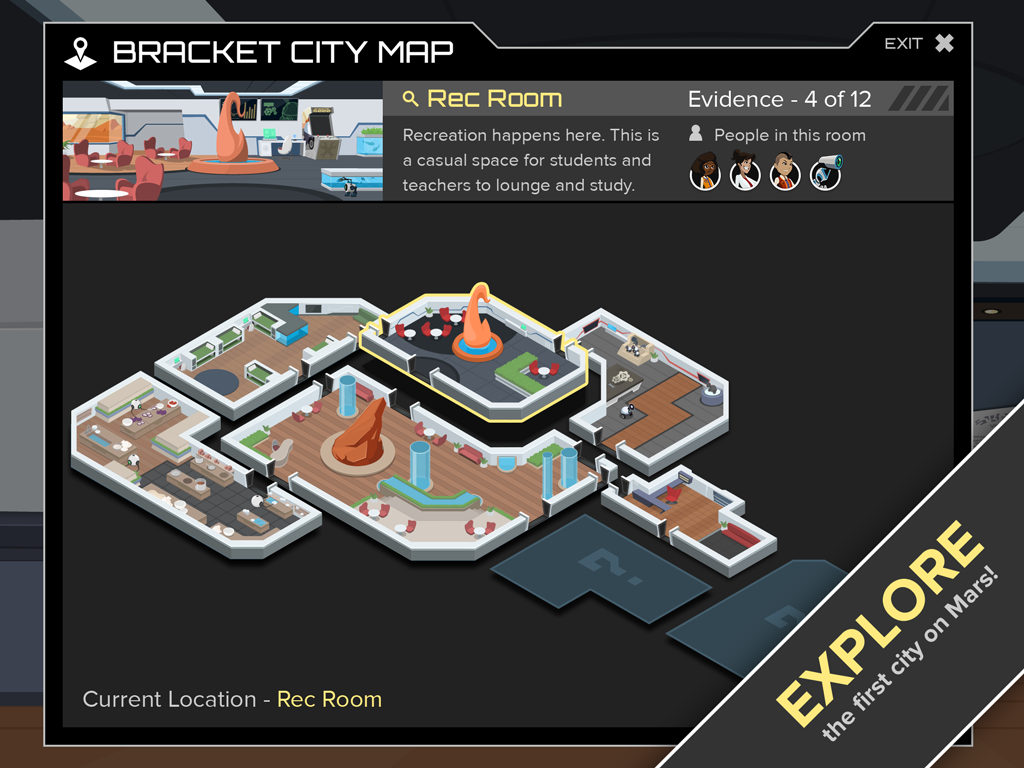 BRACKET CITY MAP
EXIT
Rec Room
Evidence - 4 of 12
Recreation happens here. This is
a casual space for students and
teachers to lounge and study.
People in this room
?
?
Current Location - Rec Room
EXPLORE
the first city on Mars!